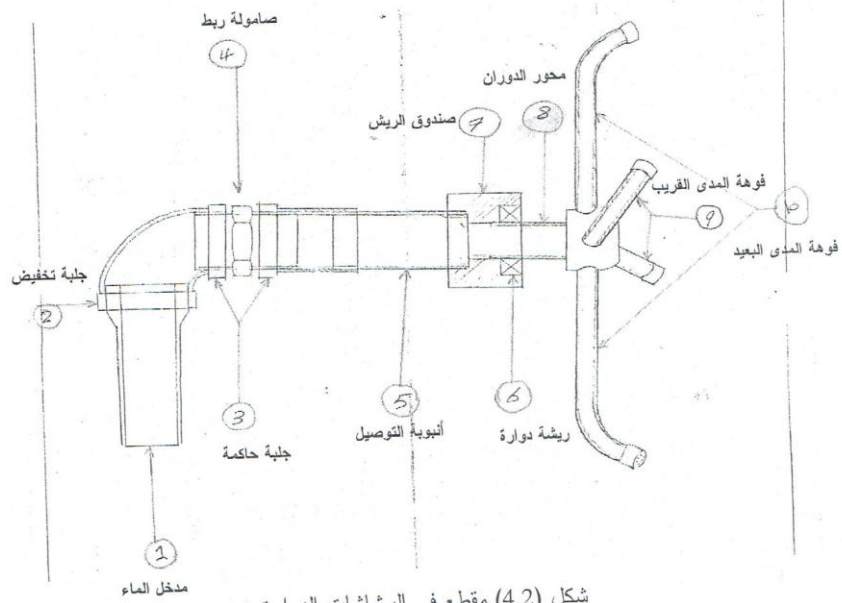 صامولة ربط
4
محور الدوران
8
صندوق الريش
7
فوهة المدى القريب
9
فوهة المدى البعيد
جلبة تخفيض
2
3
جلبة حاكمة
5
أنبوبة التوصيل
6
ريشة دوارة
1
مدخل الماء
شكل (4.2) مقطع في